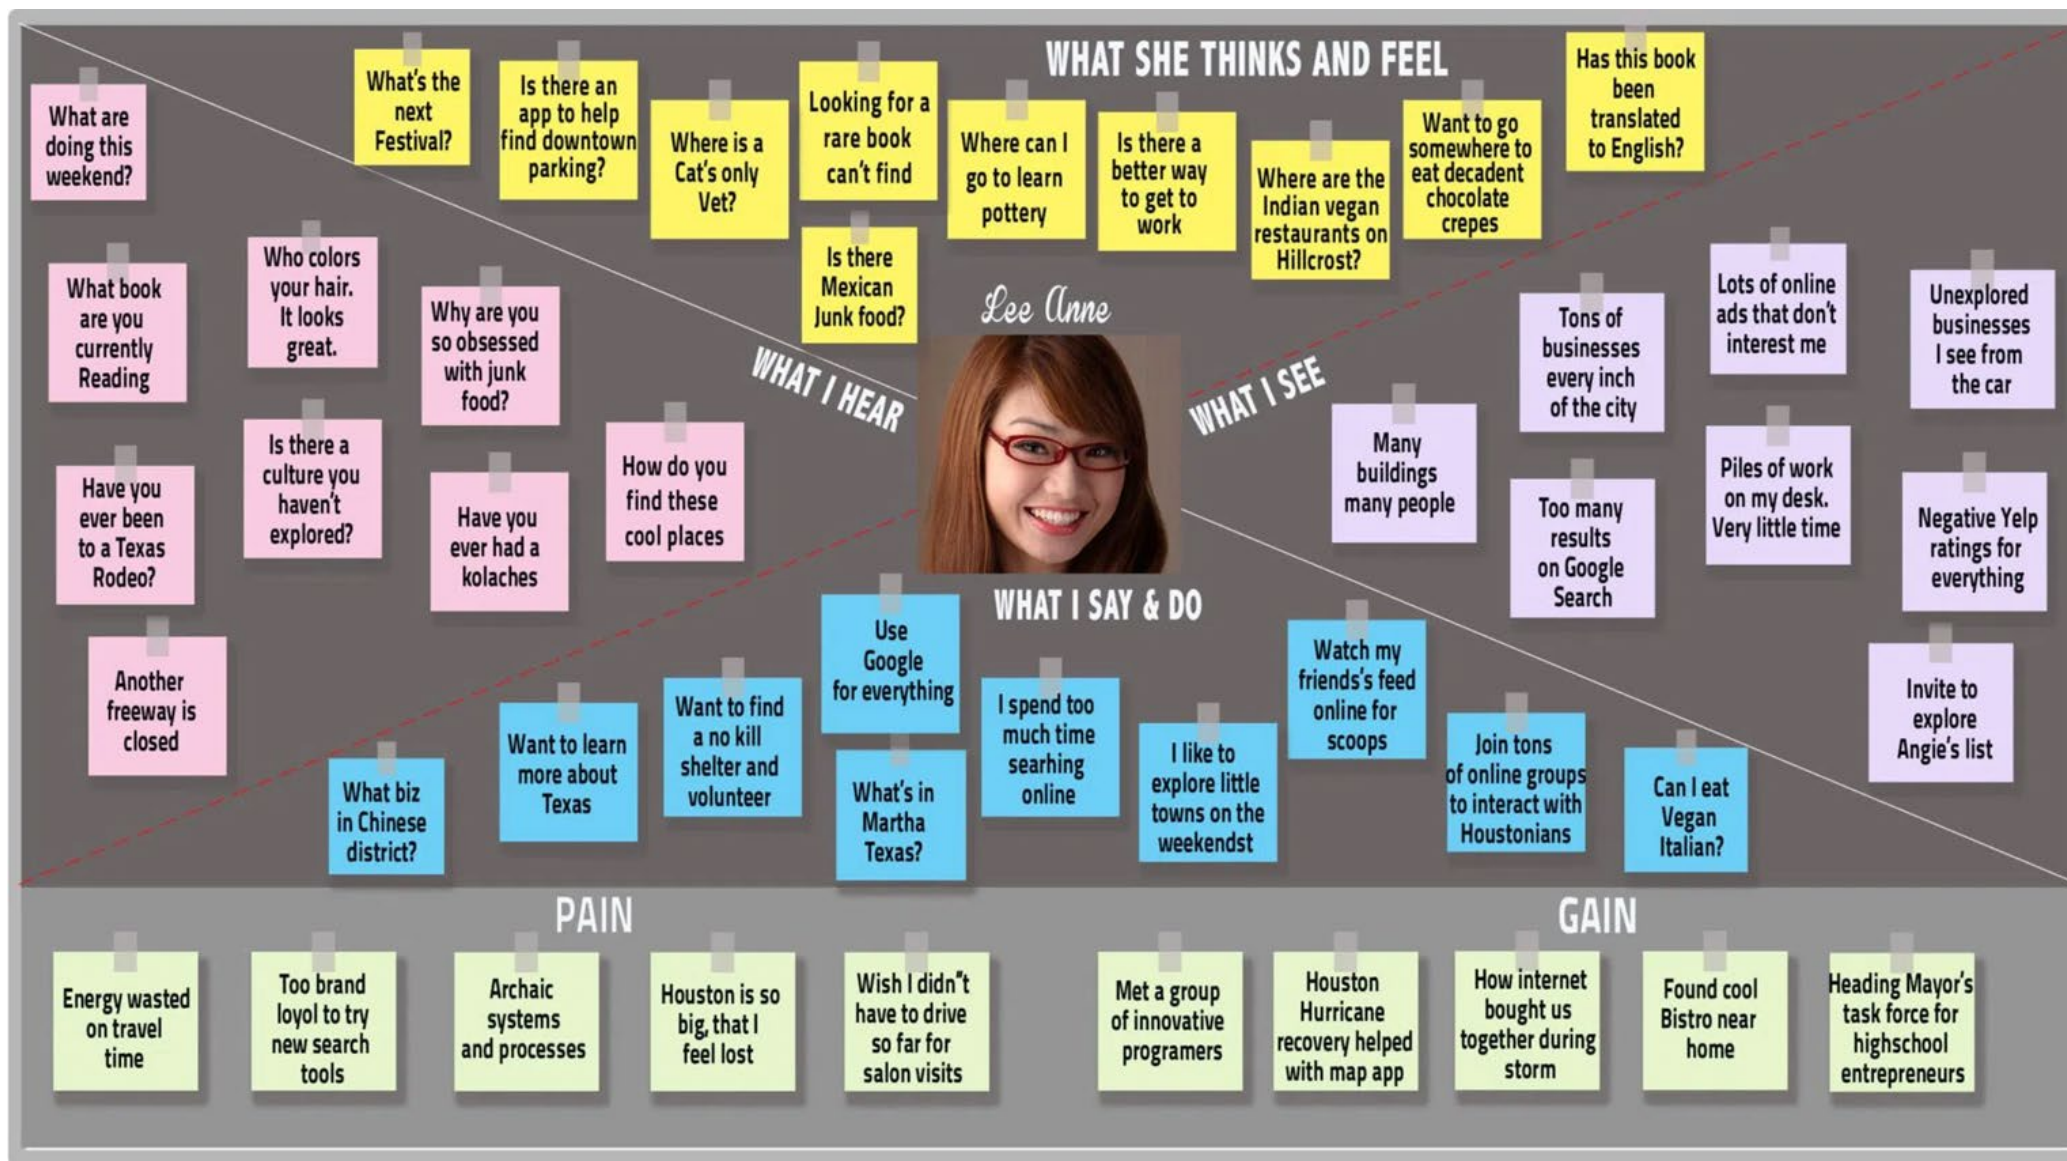 WHAT SHE THINKS AND FEEL
What's the
next
Festival?
Is there an
app to help
find downtown
parking?
Where is a
Cat's only
Vet?
Looking for a
rare book
can't find
Is there
Mexican
Junk food?
Where can I
go to learn
pottery
Is there a
better way
to get to
work
Where are the
Indian vegan
restaurants on
Hillcrost?
Want to go
somewhere to
eat decadent
chocolate
crepes
Has this book
been
translated
to English?
Lee Anne
WHAT I HEAR
What are
doing this
weekend?
What book
are you
currently
Reading
Who colors
your hair.
It looks
great.
Why are you
so obsessed
with junk
food?
Have you
ever been
to a Texas
Rodeo?
Is there a
culture you
haven't
explored?
Have you
ever had a
kolaches
How do you
find these
cool places
Another
freeway is
closed
WHAT I SEE
Many
buildings
many people
Tons of
businesses
every inch
of the city
Lots of online
ads that don't
interest me
Unexplored
businesses
I see from
the car
Too many
results
on Google
Search
Piles of work
on my desk.
Very little time
Negative Yelp
ratings for
everything
Invite to
explore
Angie's list
WHAT I SAY & DO
What biz
in Chinese
district?
Want to learn
more about
Texas
Want to find
a no kill
shelter and
volunteer
Use
Google
for everything
What's in
Martha
Texas?
I spend too
much time
searhing
online
I like to
explore little
towns on the
weekendst
Watch my
friends's feed
online for
scoops
Join tons
of online groups
to interact with
Houstonians
Can I eat
Vegan
Italian?
PAIN
Energy wasted
on travel
time
Too brand
loyol to try
new search
tools
Archaic
systems
and processes
Houston is so
big, that I
feel lost
Wish I didn"t
have to drive
so far for
salon visits
GAIN
Met a group
of innovative
programers
Houston
Hurricane
recovery helped
with map app
How internet
bought us
together during
storm
Found cool
Bistro near
home
Heading Mayor's
task force for
highschool
entrepreneurs